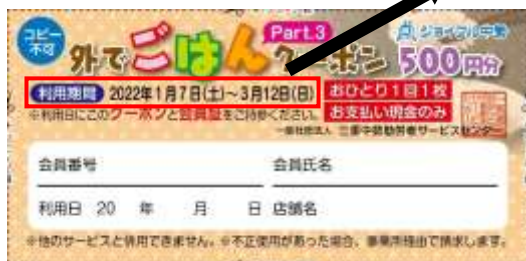 コピー不可
外でごはんクーポン Part.3
ジョイフル中勢
500円分
利用期間 2022年1月7日(土)~3月12日(日)
おひとり1回1枚
※利用日にこのクーポンと会員証をご持参ください。
お支払い現金のみ
一般社団法人 三重中勢勤労者サービスセンター
会員番号 会員氏名
利用日 20 年 月 日 店舗名
※他のサービスと併用できません。※不正使用があった場合、事業所経由で請求します。